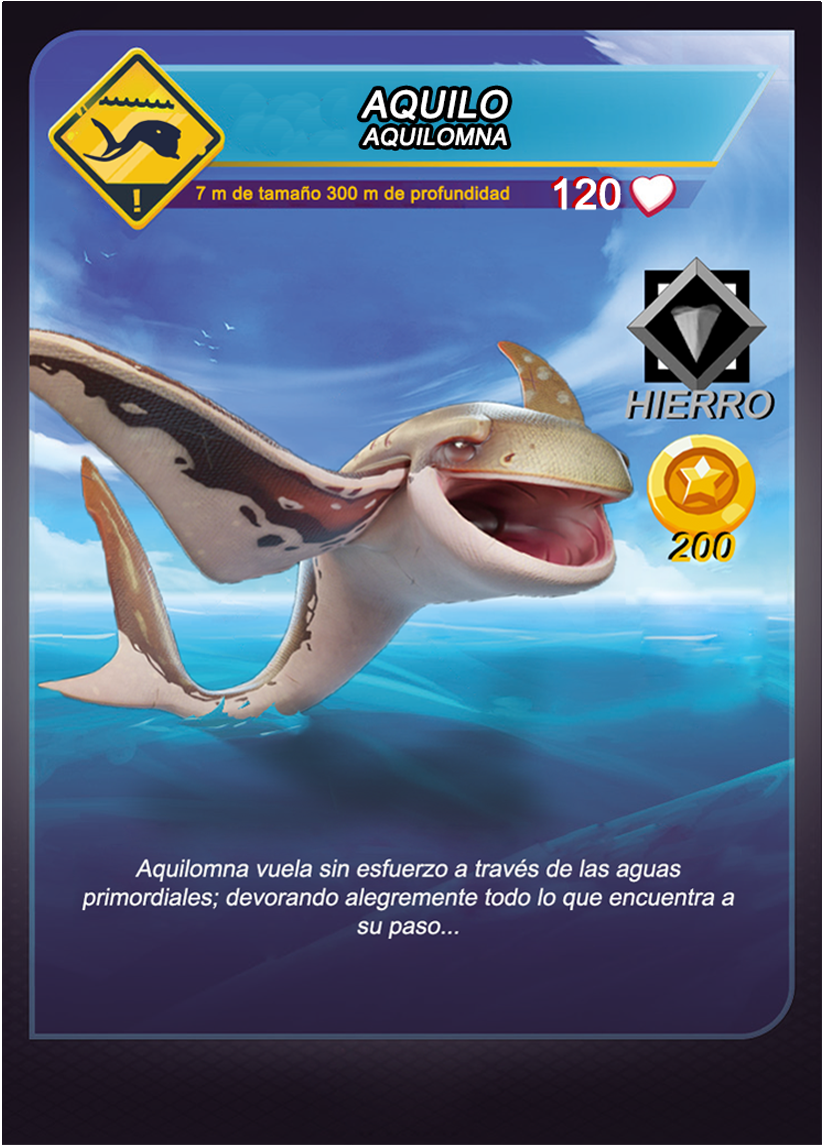 AQUILO
AQUILOMNA
7 m de tamaño 300 m de profundidad
120
!
HIERRO
200
Aquilomna vuela sin esfuerzo a través de las aguas
primordiales; devorando alegremente todo lo que encuentra a
su paso...